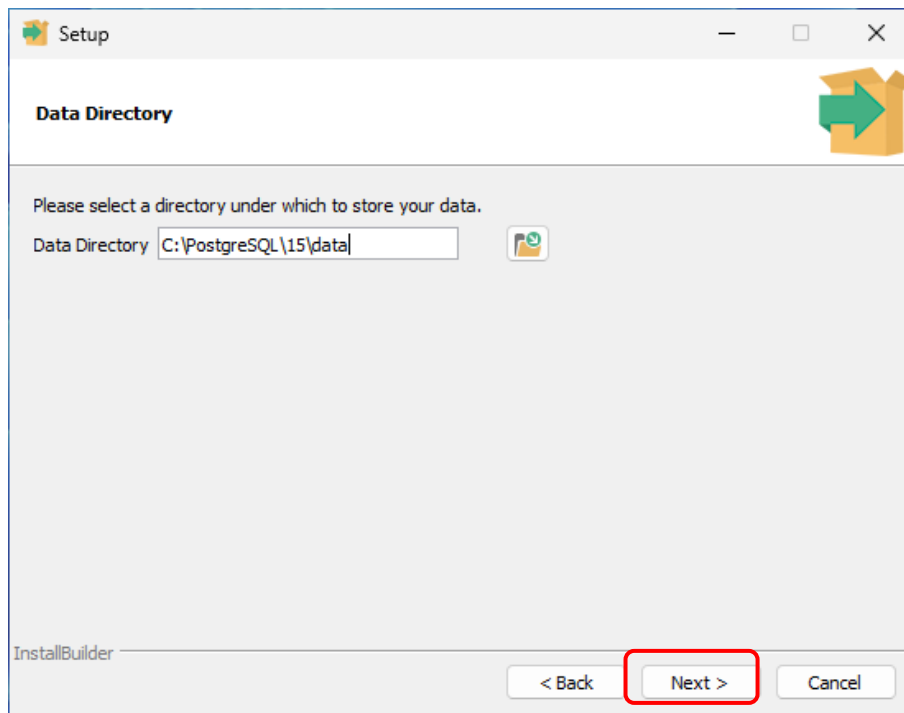 Setup
Data Directory
Please select a directory under which to store your data.
Data Directory C:\PostgreSQL\15\data
InstallBuilder
< Back Next > Cancel